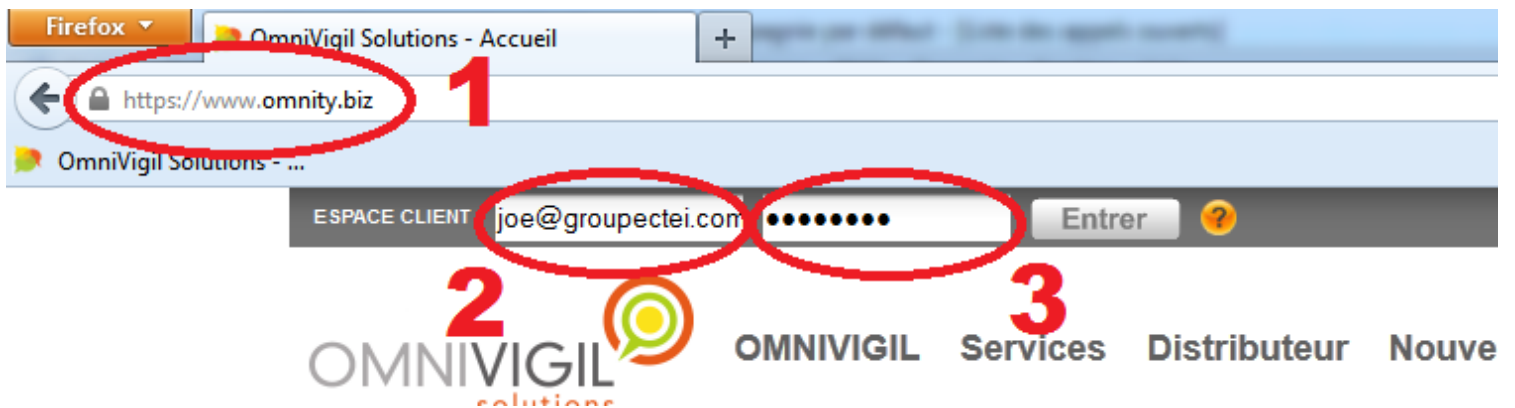 Firefox
OmniVigil Solutions - Accueil
+
1
https://www.omnity.biz
OmniVigil Solutions - ...
ESPACE CLIENT joe@groupectei.com •••••••• Entrer ?
2
3
OMNIVIGIL
solutions
OMNIVIGIL Services Distributeur Nouve